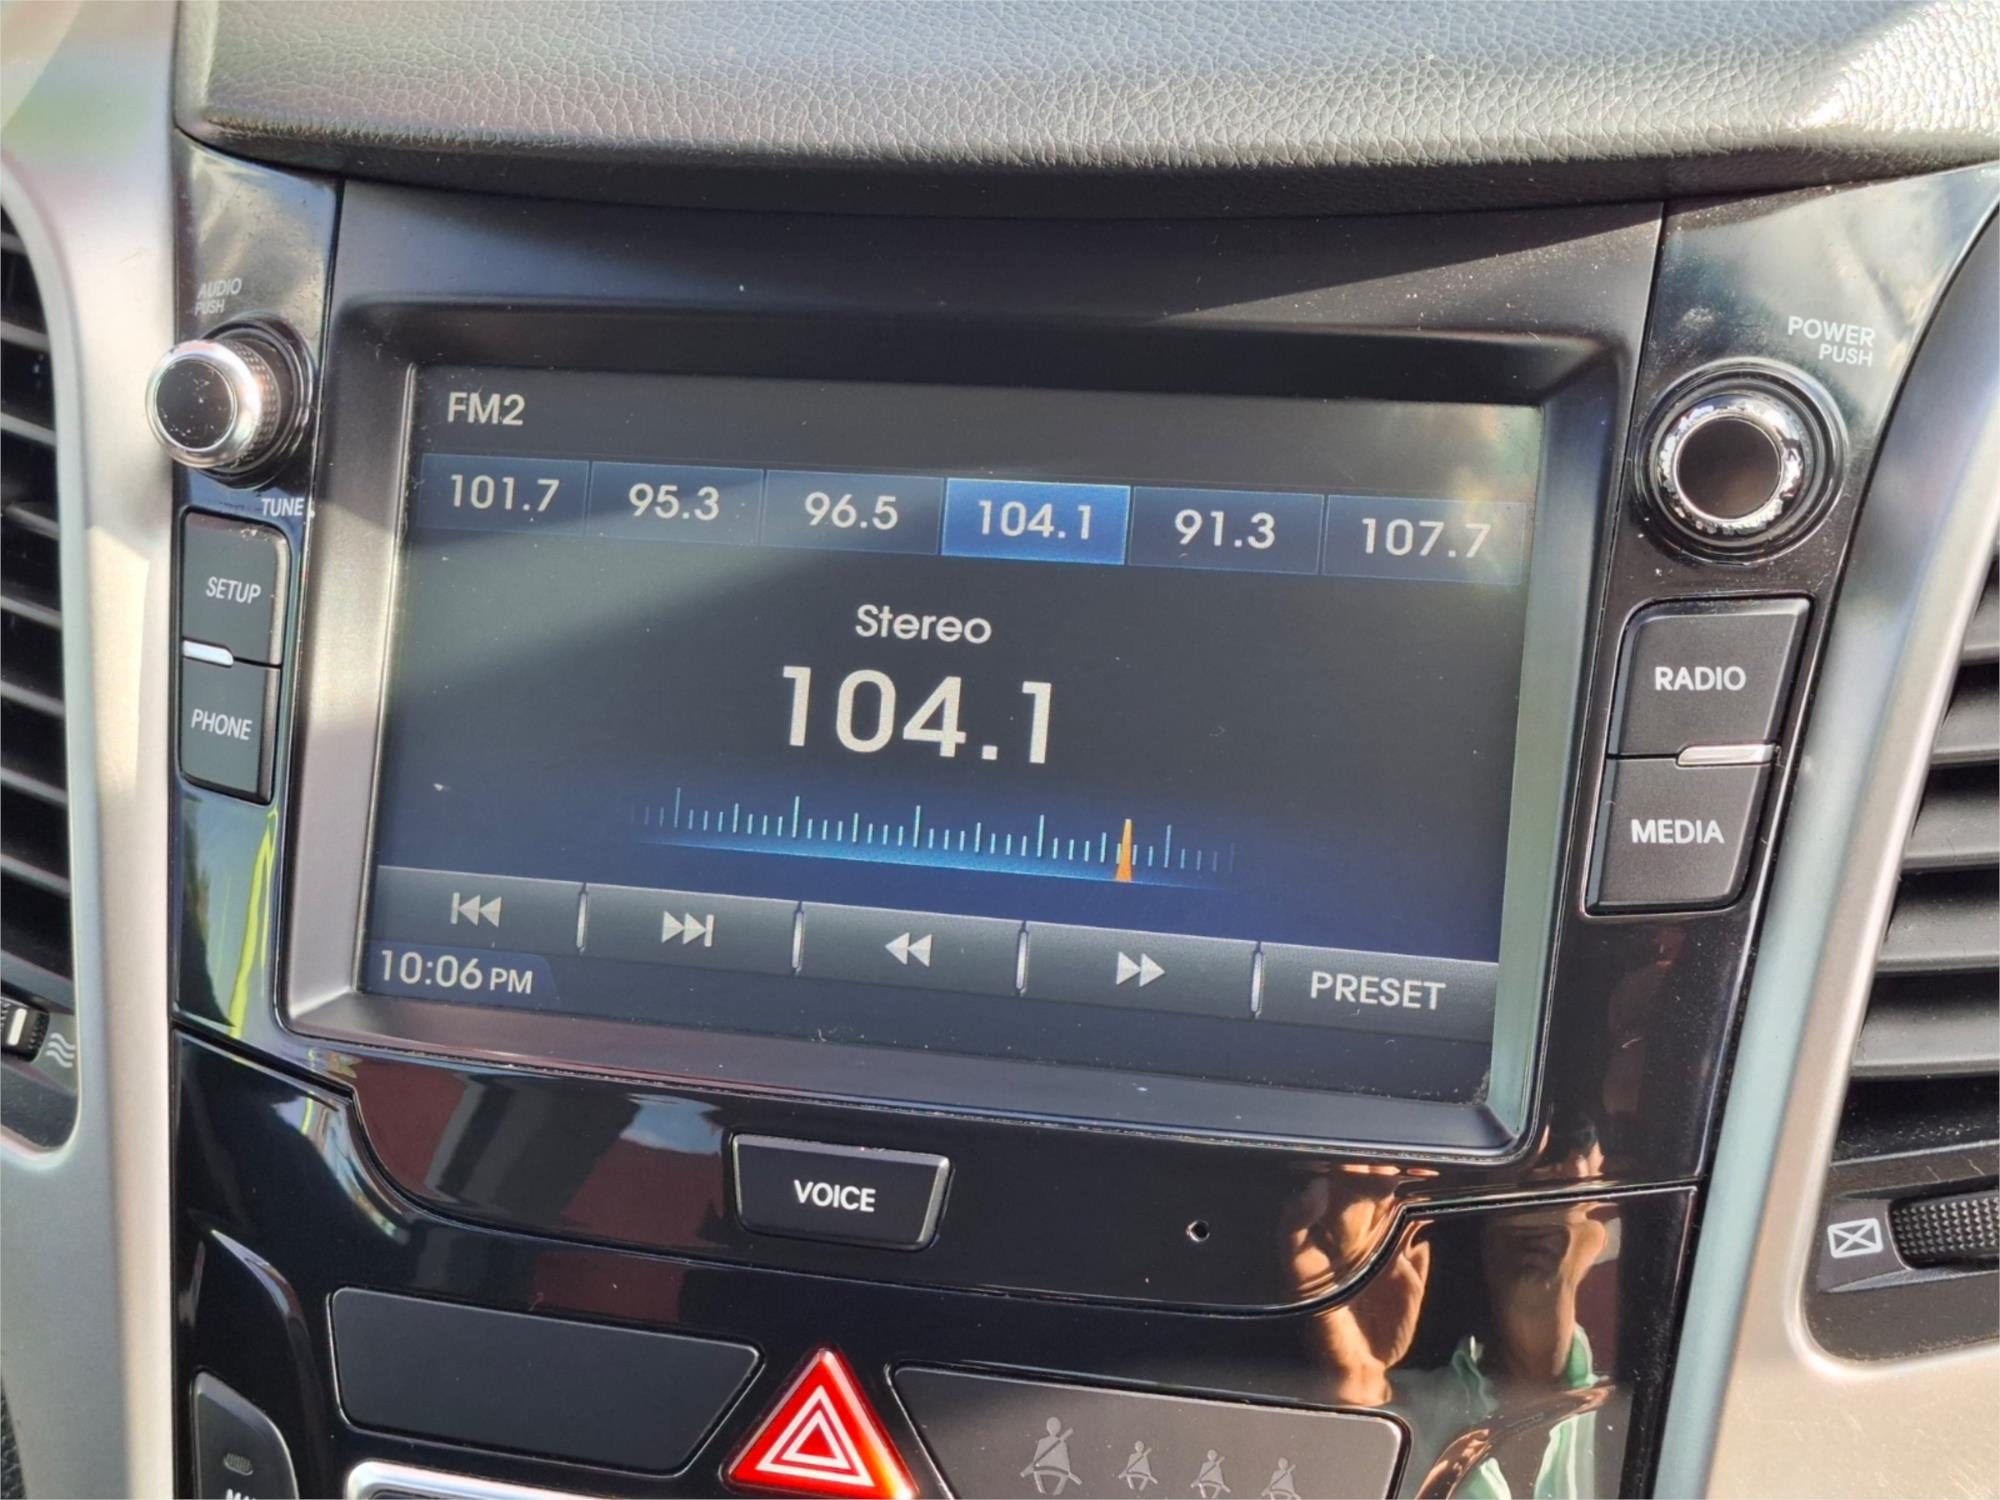 AUDIO
PUSH
POWER
PUSH
FM2
101.7 95.3 96.5 104.1 91.3 107.7
TUNE
SETUP
Stereo
RADIO
104.1
PHONE
MEDIA
10:06 PM
PRESET
VOICE